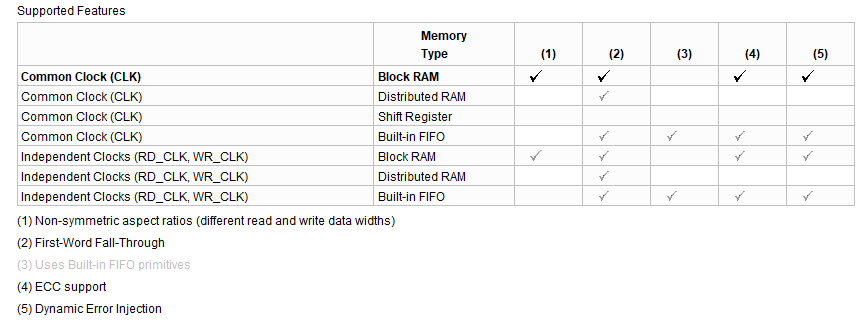 Supported Features
Memory
Type (1) (2) (3) (4) (5)
Common Clock (CLK) Block RAM ✓ ✓ ✓ ✓
Common Clock (CLK) Distributed RAM ✓
Common Clock (CLK) Shift Register
Common Clock (CLK) Built-in FIFO ✓ ✓ ✓ ✓
Independent Clocks (RD_CLK, WR_CLK) Block RAM ✓ ✓ ✓ ✓
Independent Clocks (RD_CLK, WR_CLK) Distributed RAM ✓
Independent Clocks (RD_CLK, WR_CLK) Built-in FIFO ✓ ✓ ✓ ✓
(1) Non-symmetric aspect ratios (different read and write data widths)
(2) First-Word Fall-Through
(3) Uses Built-in FIFO primitives
(4) ECC support
(5) Dynamic Error Injection